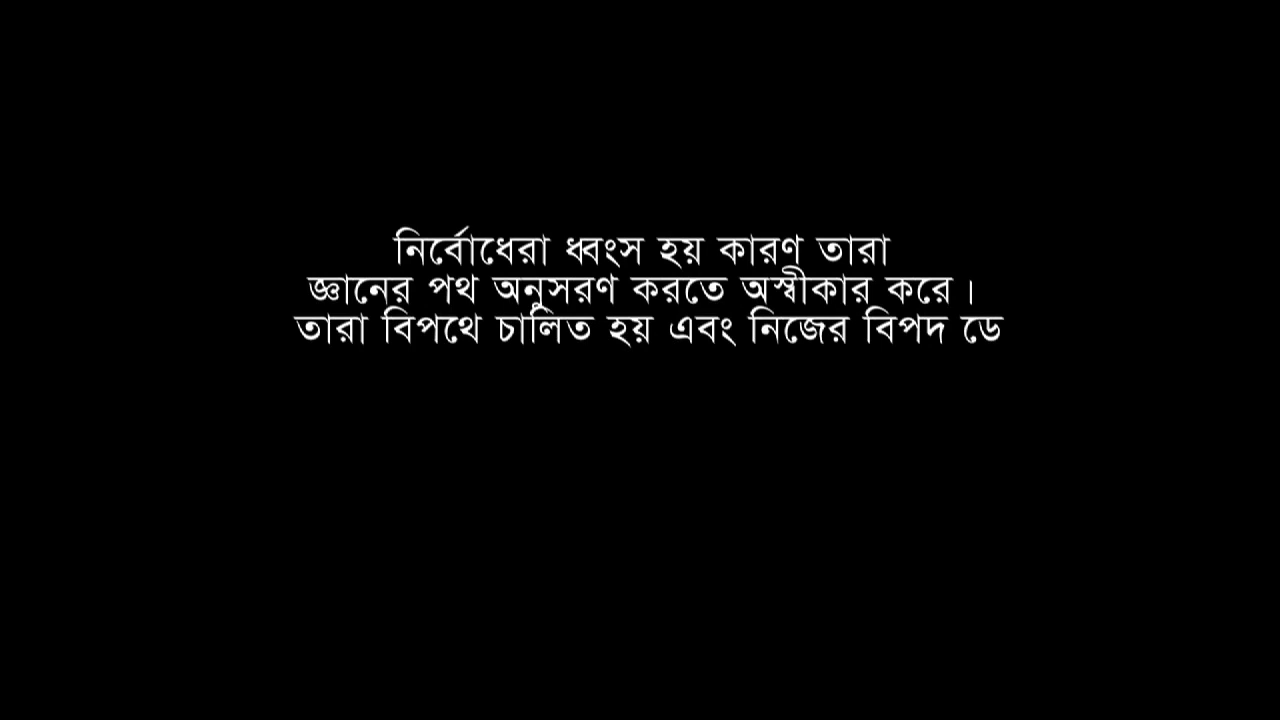 নির্বোধেরা ধ্বংস হয় কারণ তারা
জ্ঞানের পথ অনুসরণ করতে অস্বীকার করে।
তারা বিপথে চালিত হয় এবং নিজের বিপদ ডে